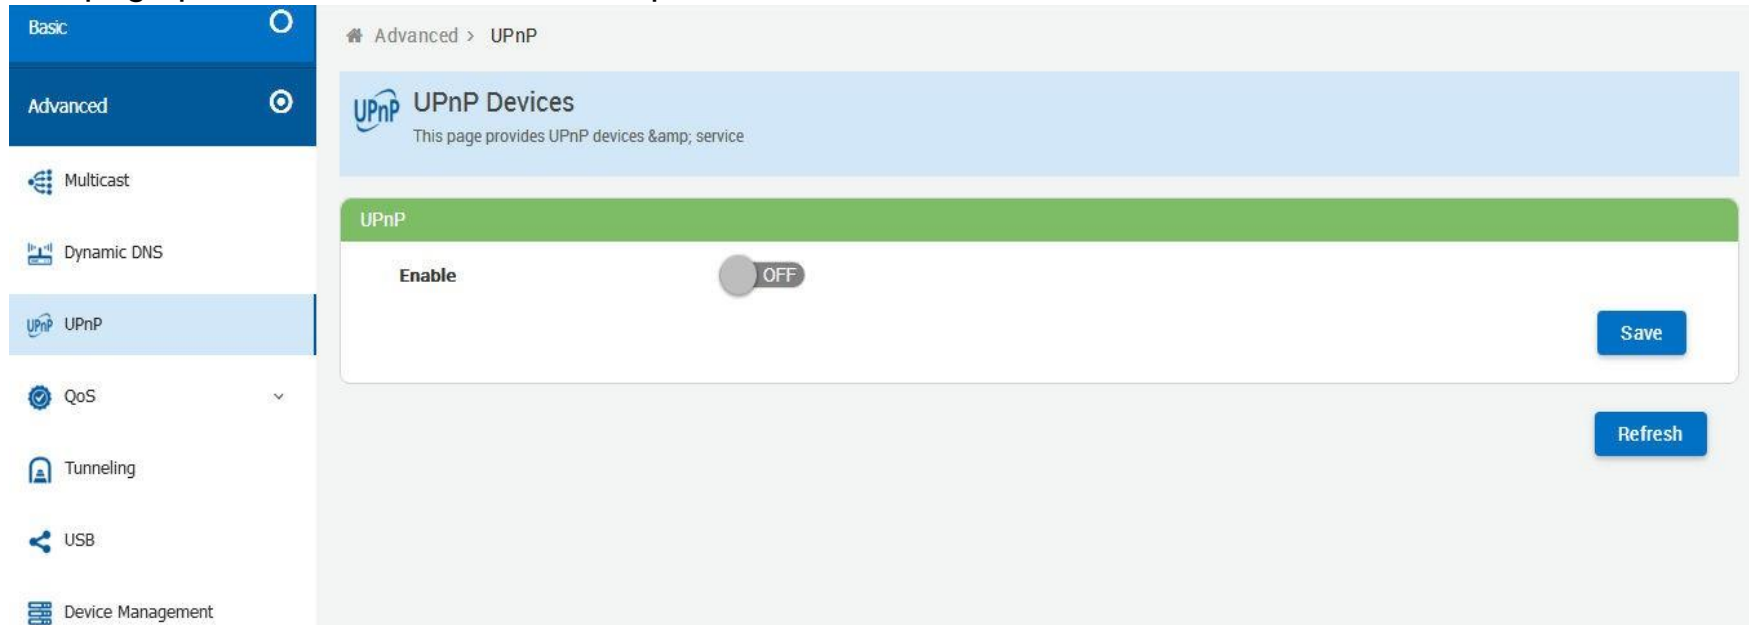 Basic
Advanced
Multicast
Dynamic DNS
UPnP UPnP
QoS
Tunneling
USB
Device Management
Advanced > UPnP
UPnP UPnP Devices
This page provides UPnP devices &amp; service
UPnP
Enable OFF
Save
Refresh